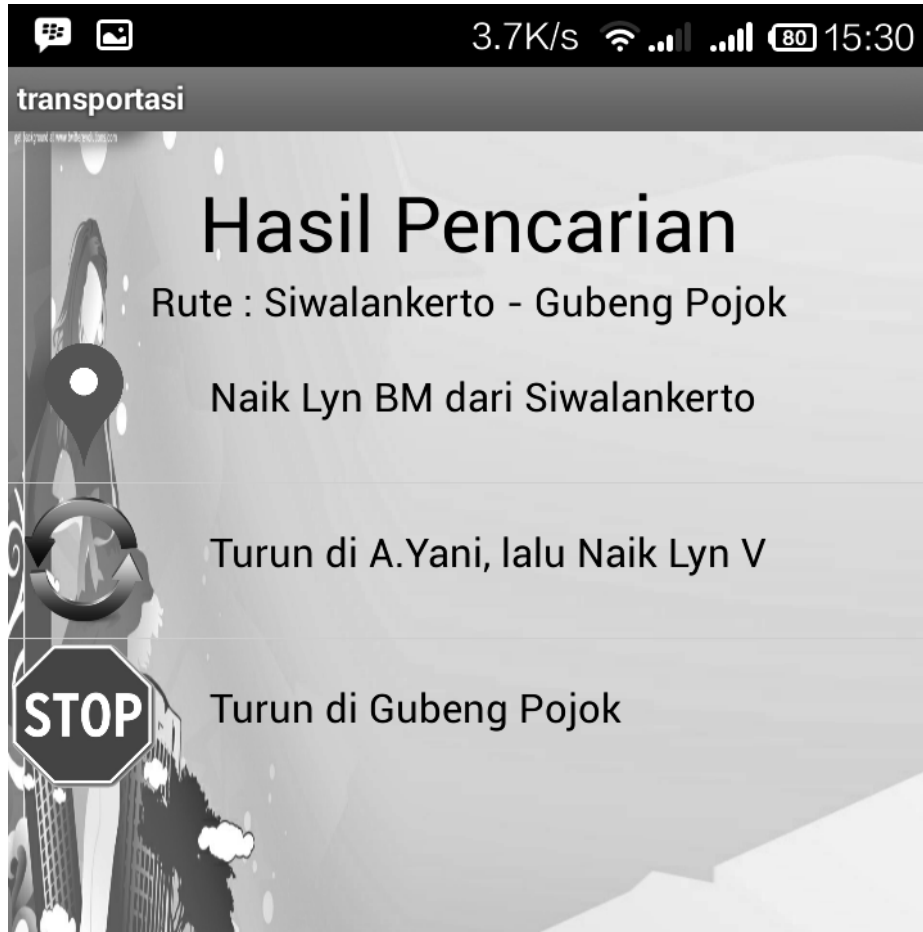 3.7K/s 80 15:30
transportasi
Hasil Pencarian
Rute : Siwalankerto - Gubeng Pojok
Naik Lyn BM dari Siwalankerto
Turun di A.Yani, lalu Naik Lyn V
STOP Turun di Gubeng Pojok